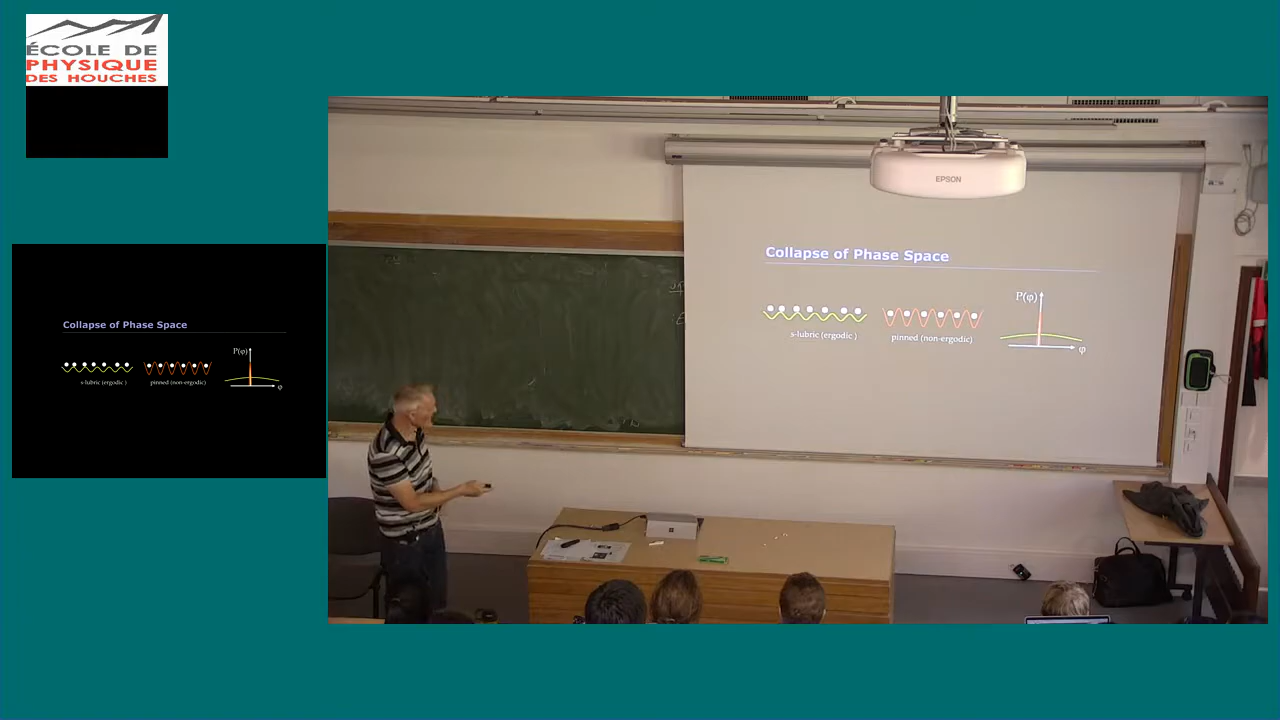 ÉCOLE DE
PHYSIQUE
DES HOUCHES
Collapse of Phase Space
P(φ)
s-lubric (ergodic )
pinned (non-ergodic)
φ
EPSON
Collapse of Phase Space
P(φ)
s-lubric (ergodic )
pinned (non-ergodic)
φ